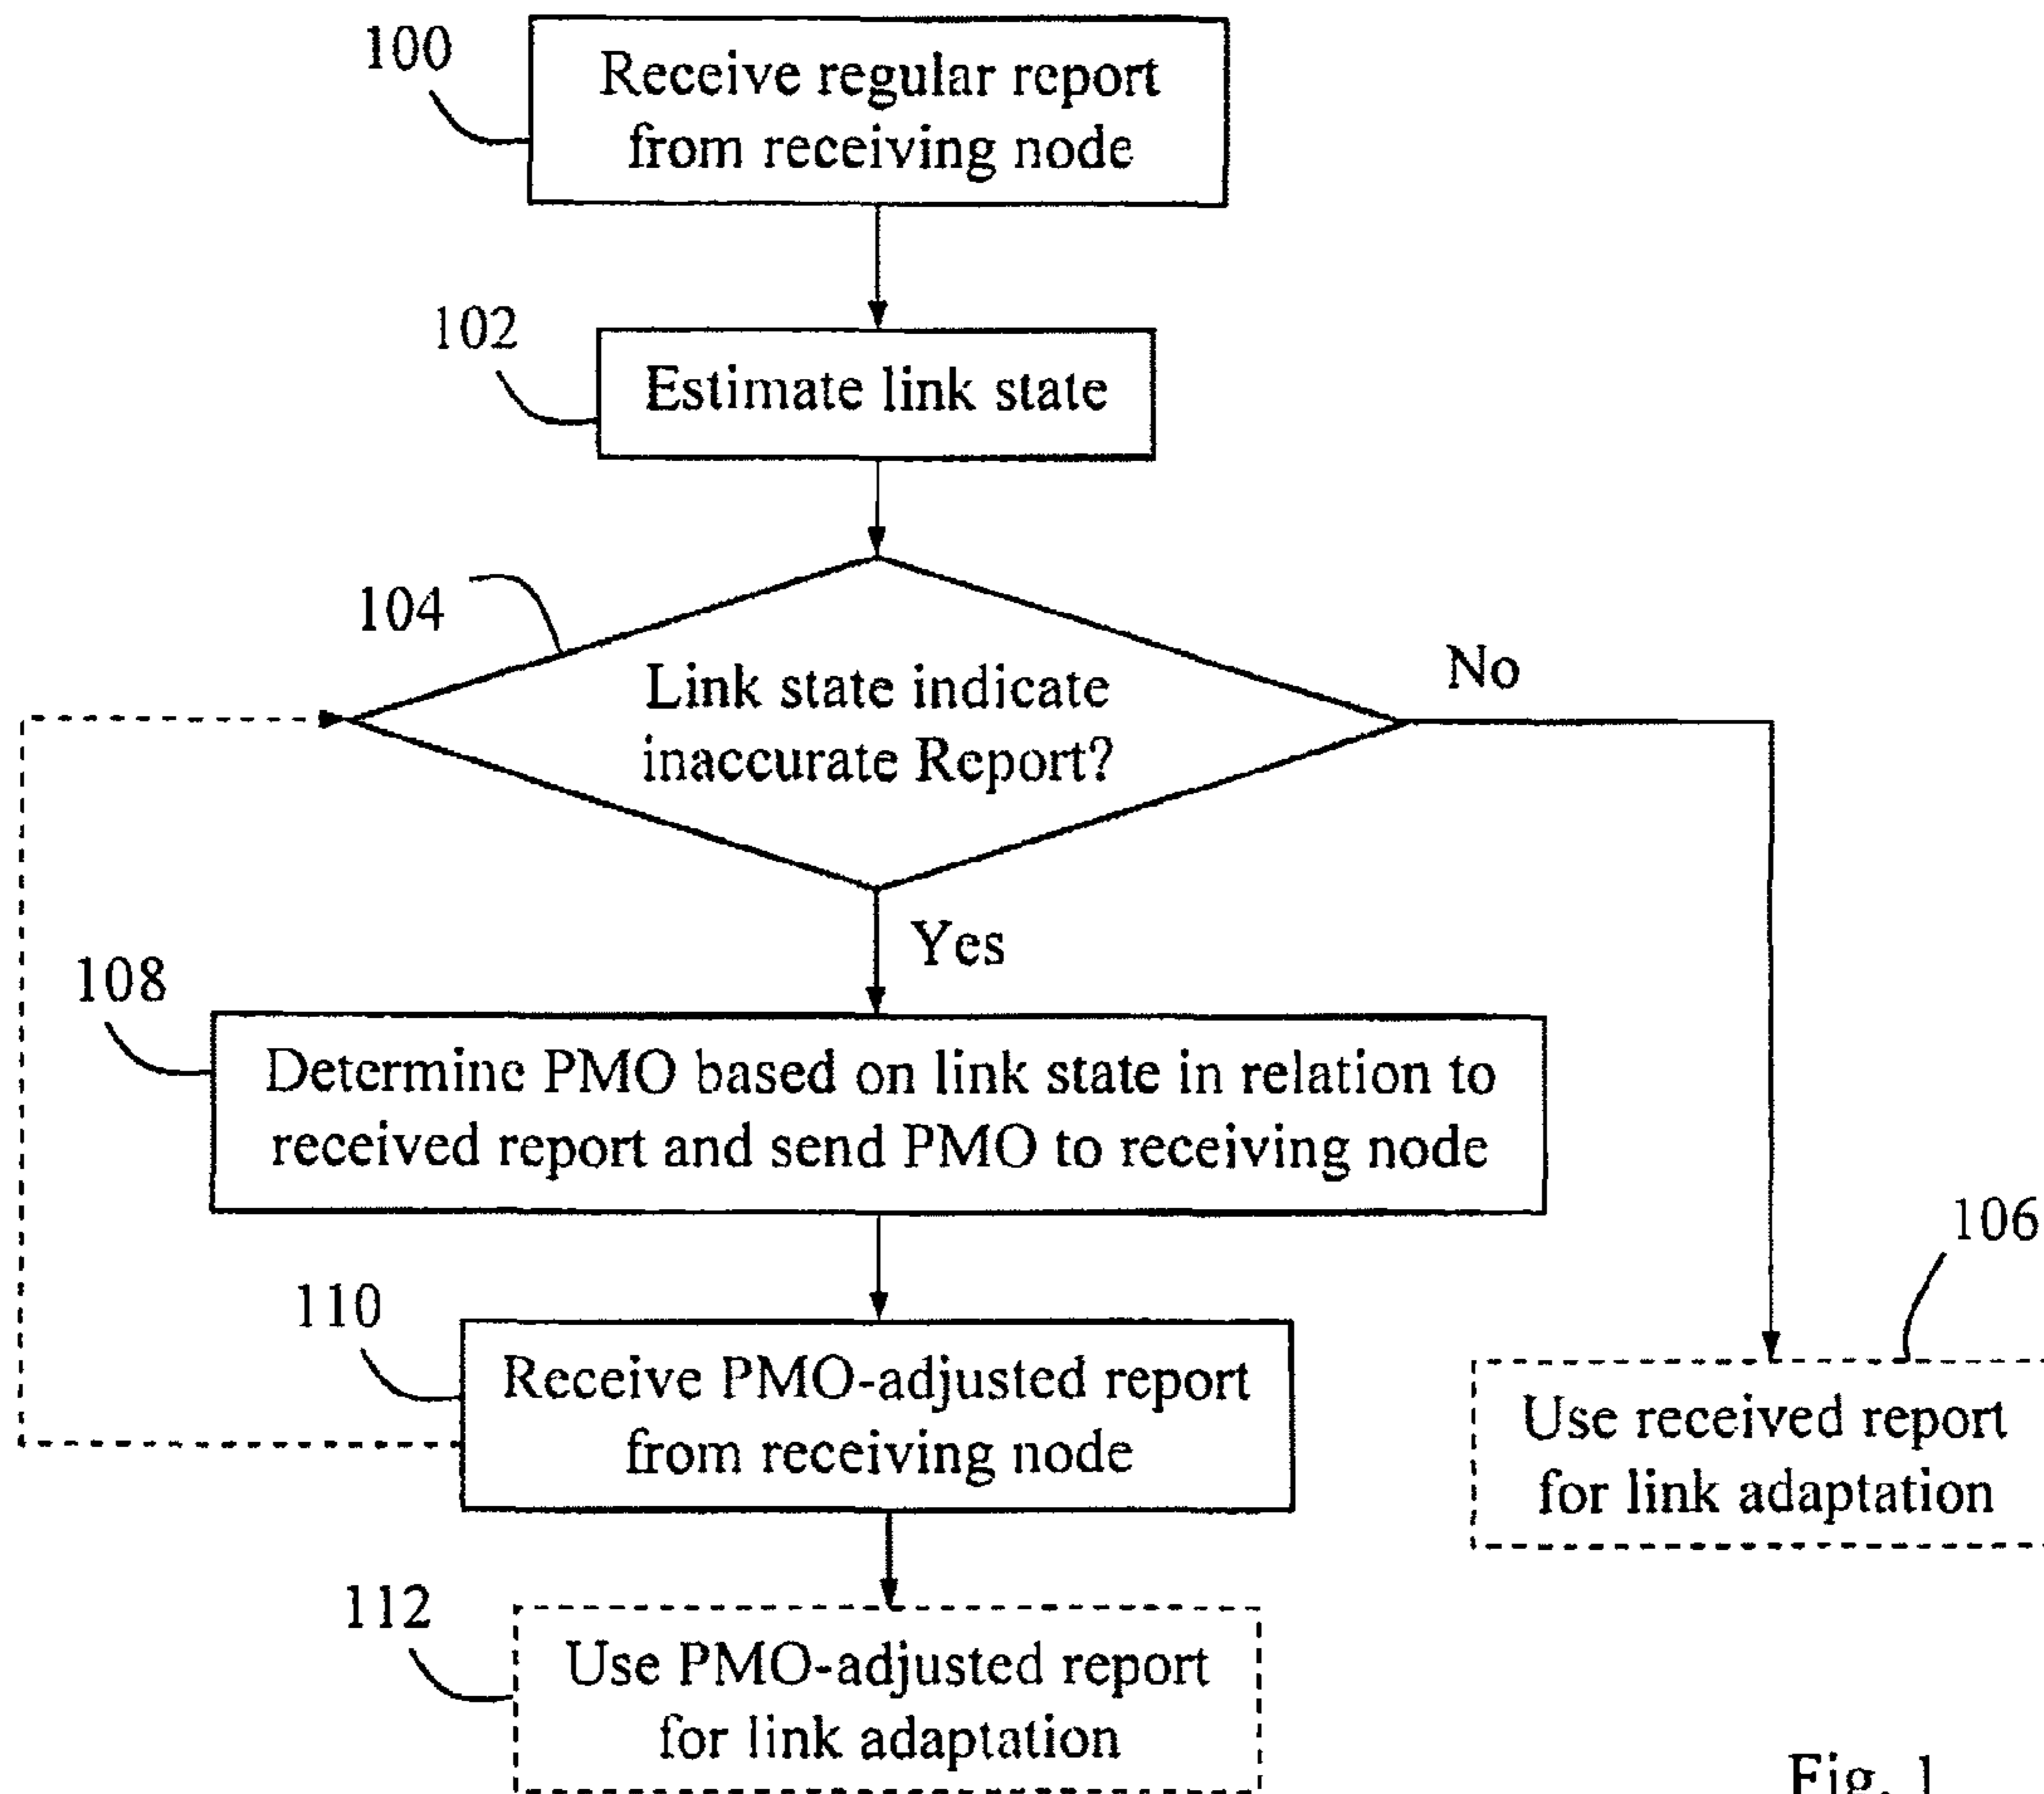 100
Receive regular report
from receiving node
102
Estimate link state
104
Link state indicate
inaccurate Report?
No
Yes
108
Determine PMO based on link state in relation to
received report and send PMO to receiving node
106
110
Receive PMO-adjusted report
from receiving node
Use received report
for link adaptation
112
Use PMO-adjusted report
for link adaptation
Fig. 1